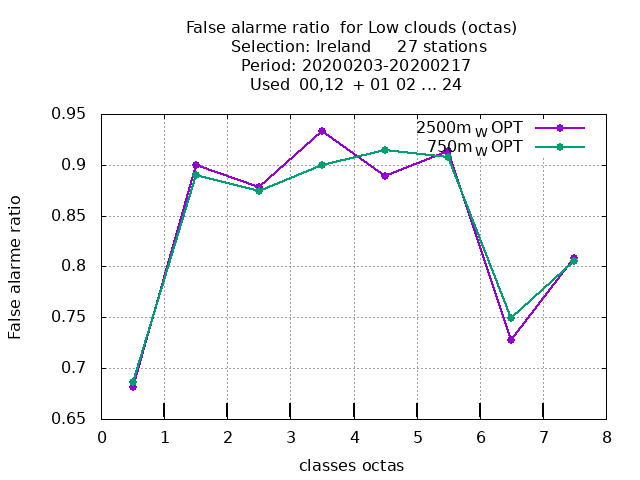 False alarme ratio  for Low clouds (octas)
Selection: Ireland     27 stations
Period: 20200203-20200217
Used  00,12  + 01 02 ... 24
0.95
0.9
0.85
0.8
0.75
0.7
0.65
False alarme ratio
2500m W OPT
750m W OPT
0 1 2 3 4 5 6 7 8
classes octas